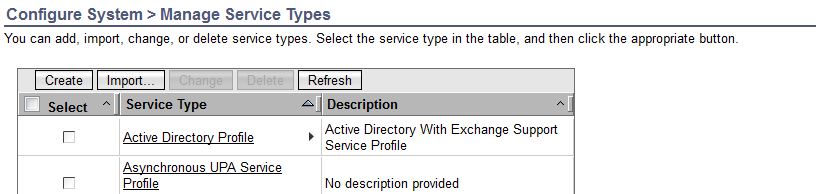 Configure System > Manage Service Types
You can add, import, change, or delete service types. Select the service type in the table, and then click the appropriate button.
Create Import... Change Delete Refresh
Select Service Type Description
Active Directory Profile Active Directory With Exchange Support
Service Profile
Asynchronous UPA Service
Profile No description provided